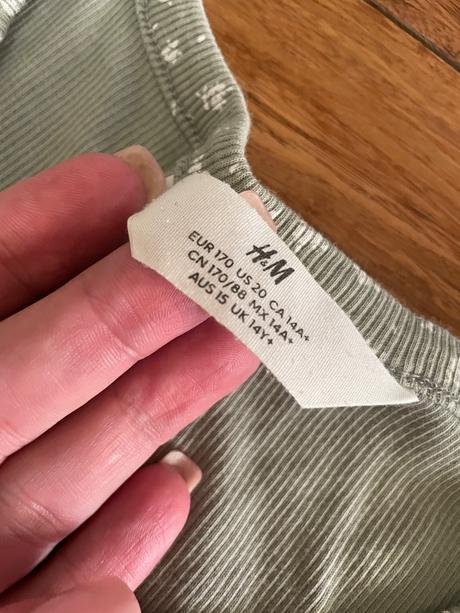 H&M
EUR 170 US 20 CA 14A+
CN 170/88 MX 14A+
AUS 15 UK 14Y+